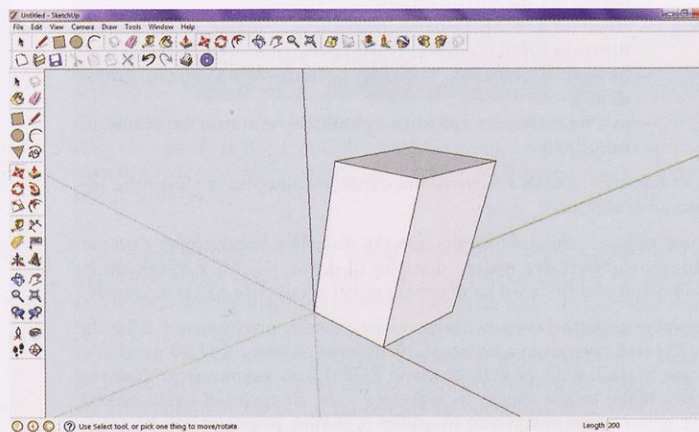 Untitled - SketchUp
File Edit View Camera Draw Tools Window Help
Use Select tool, or pick one thing to move/rotate
Length 200